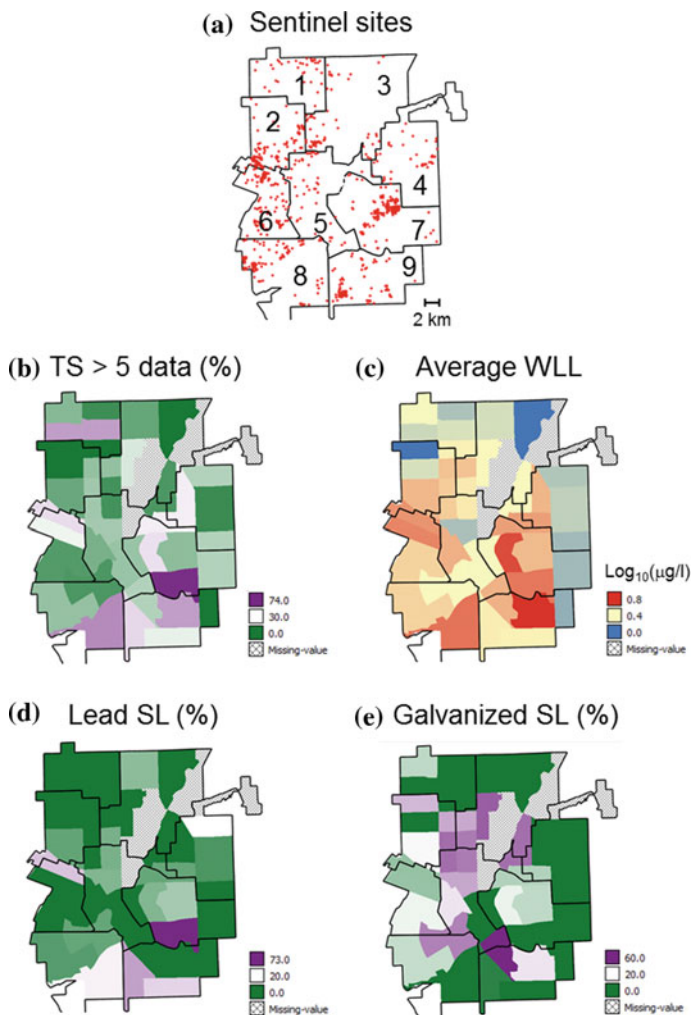 (a) Sentinel sites
1
3
2
4
6
5
7
8
9
2 km
(b) TS > 5 data (%)
(c) Average WLL
74.0
30.0
0.0
Missing-value
Log10(μg/l)
0.8
0.4
0.0
Missing-value
(d) Lead SL (%)
(e) Galvanized SL (%)
73.0
20.0
0.0
Missing-value
60.0
20.0
0.0
Missing-value